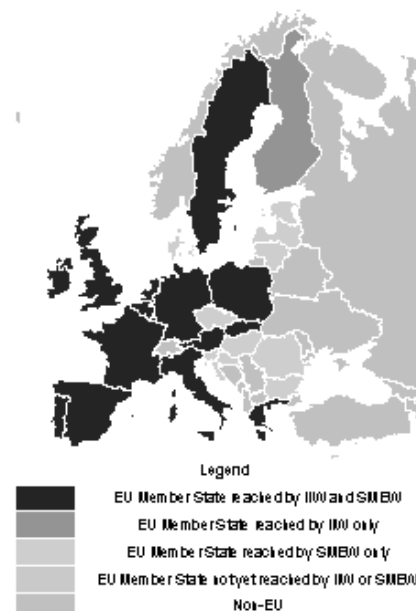 Legend
EU Member State reached by IIW and SMEW
EU Member State reached by IIW only
EU Member State reached by SMEW only
EU Member State not yet reached by IIW or SMEW
Non-EU